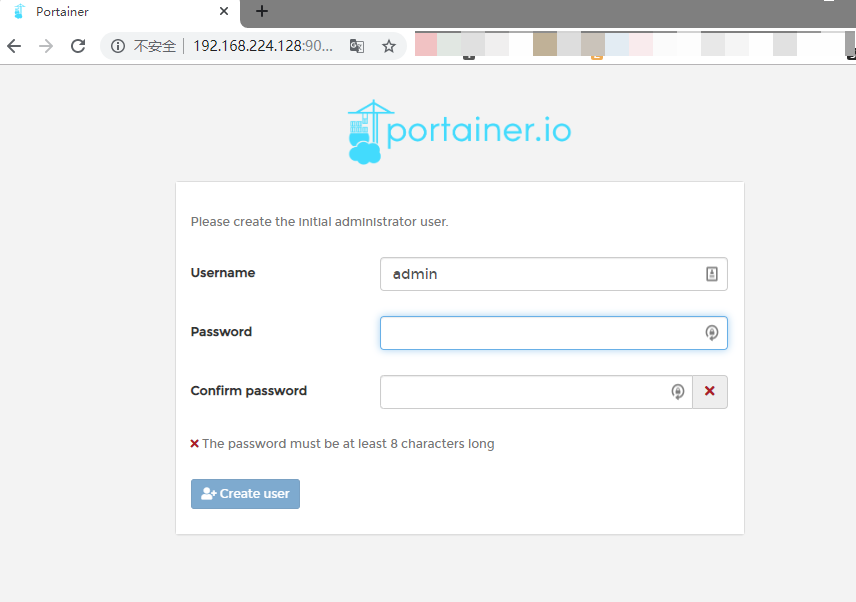 Portainer
不安全 192.168.224.128:90...
portainer.io
Please create the initial administrator user.
Username
admin
Password
Confirm password
The password must be at least 8 characters long
Create user